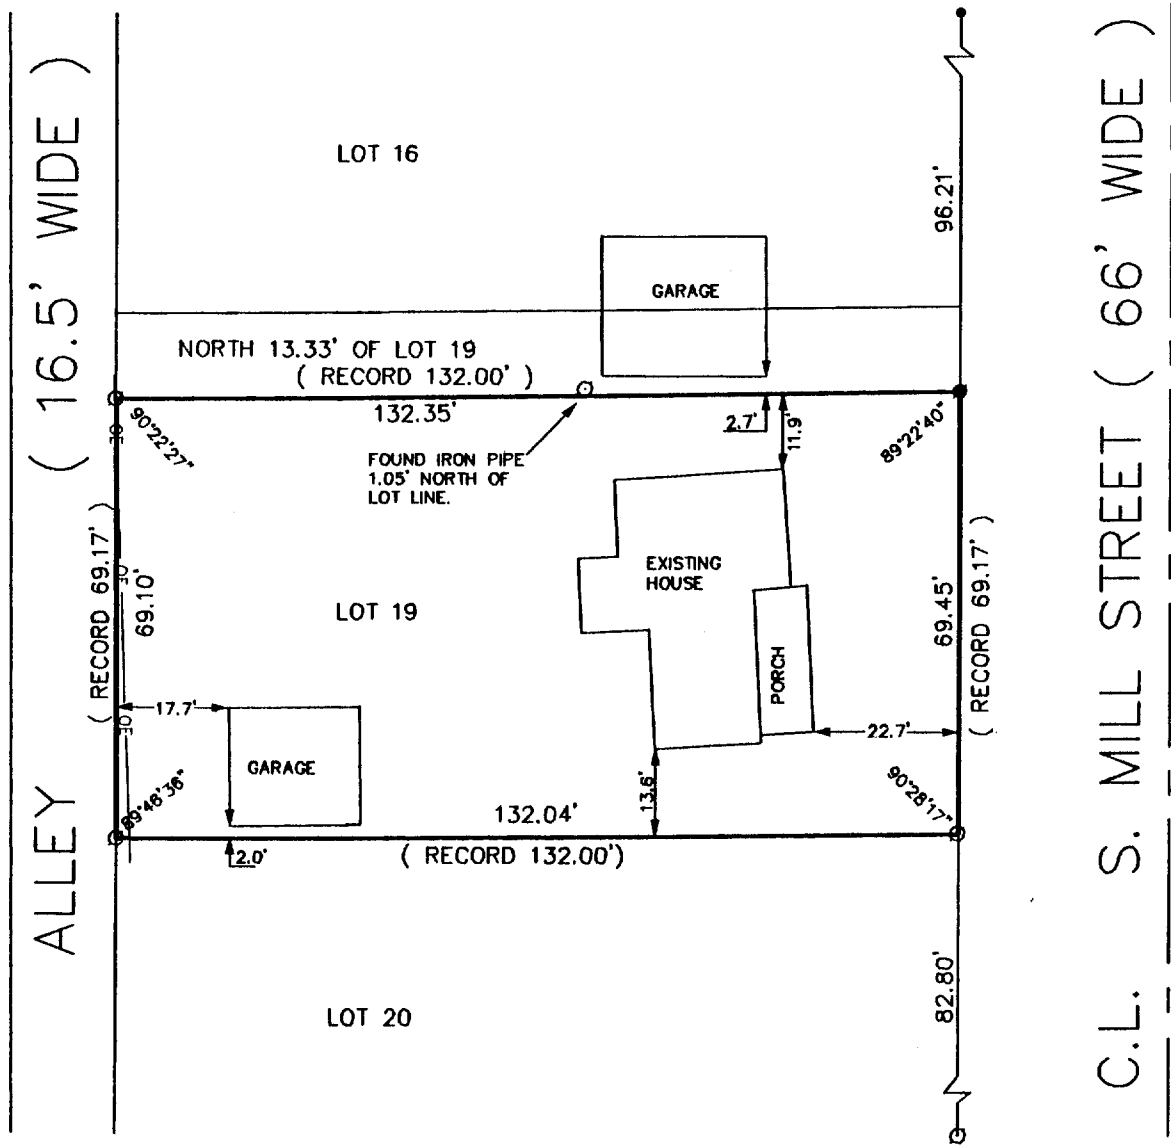 ALLEY ( 16.5' WIDE )
C.L. S. MILL STREET ( 66' WIDE )
LOT 16
96.21'
GARAGE
NORTH 13.33' OF LOT 19
( RECORD 132.00' )
132.35'
90°22'27"
OE
2.7'
11.9'
89°22'40"
FOUND IRON PIPE
1.05' NORTH OF
LOT LINE.
( RECORD 69.17' )
69.10'
OE
EXISTING
HOUSE
LOT 19
69.45'
( RECORD 69.17' )
PORCH
17.7'
OE
22.7'
GARAGE
13.6'
89°46'36"
90°28'17"
132.04'
( RECORD 132.00')
2.0'
82.80'
LOT 20